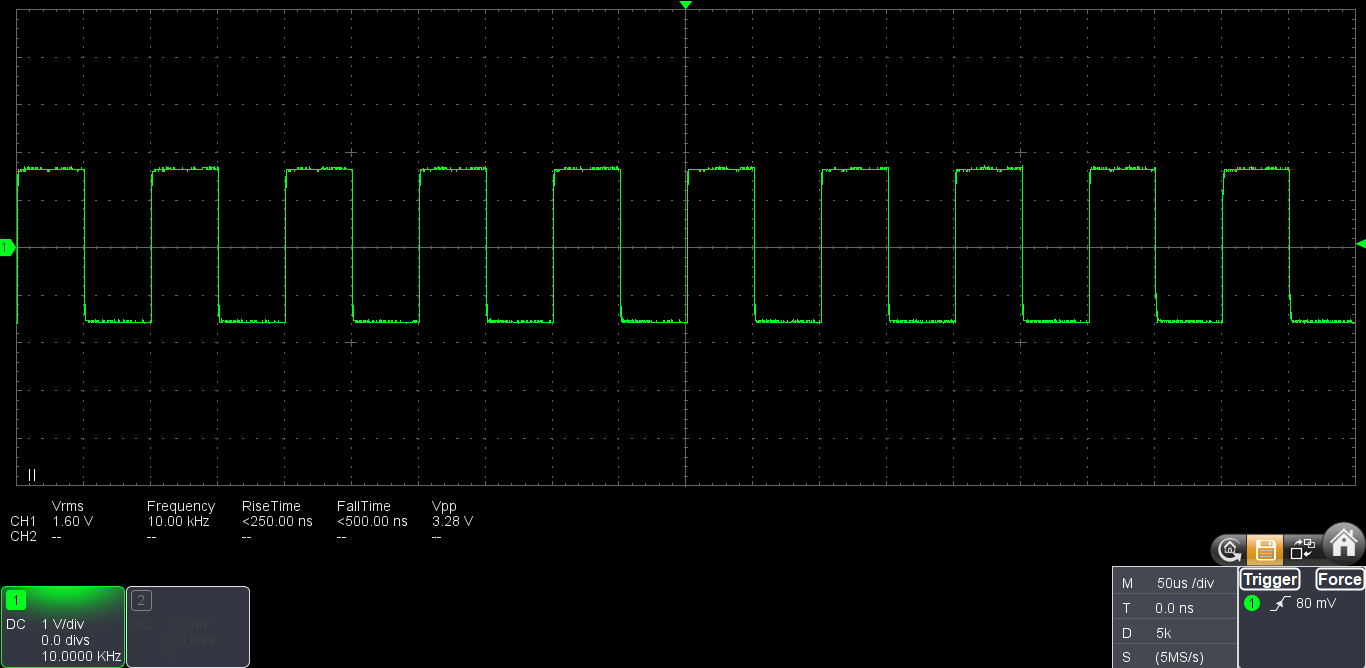 1
Vrms Frequency RiseTime FallTime Vpp
CH1 1.60 V 10.00 kHz <250.00 ns <500.00 ns 3.28 V
CH2 -- -- -- -- --
1
DC 1 V/div
0.0 divs
10.0000 KHz
2
DC 1 V/div
0.0 divs
M 50us /div
T 0.0 ns
D 5k
S (5MS/s)
Trigger Force
1 80 mV